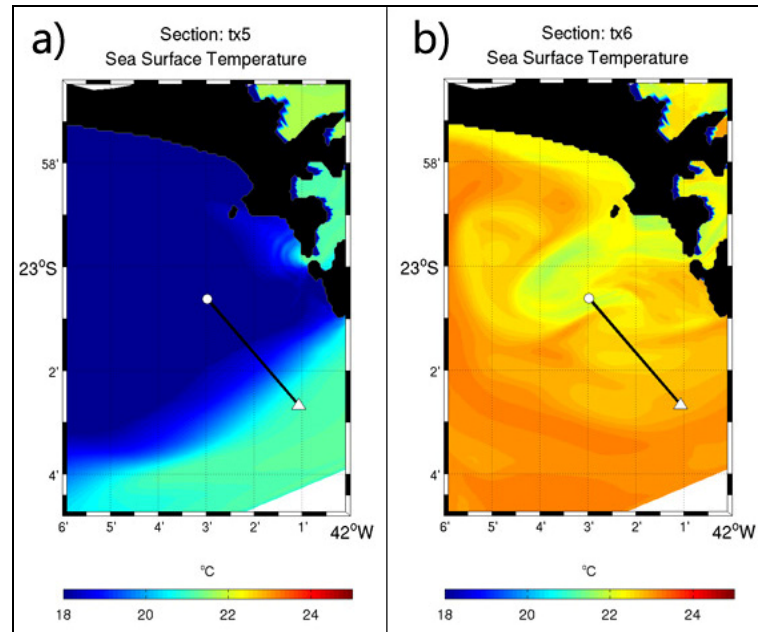 a)
Section: tx5
Sea Surface Temperature
58'
23°S
2'
4'
6' 5' 4' 3' 2' 1' 42°W
°C
18 20 22 24
b)
Section: tx6
Sea Surface Temperature
58'
23°S
2'
4'
6' 5' 4' 3' 2' 1' 42°W
°C
18 20 22 24